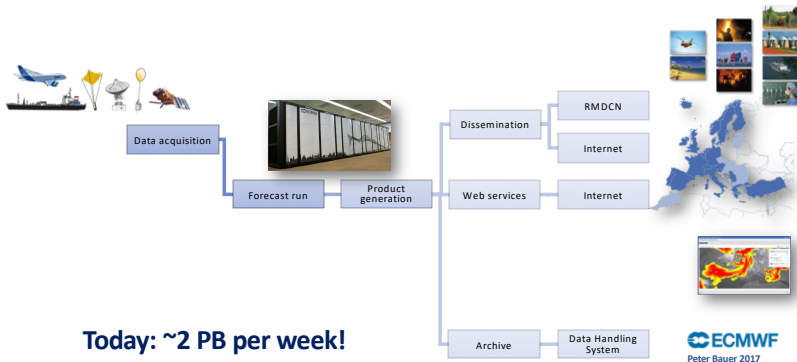 Data acquisition
Forecast run
Product
generation
Dissemination
RMDCN
Internet
Web services
Internet
Archive
Data Handling
System
Today: ~2 PB per week!
ECMWF
Peter Bauer 2017